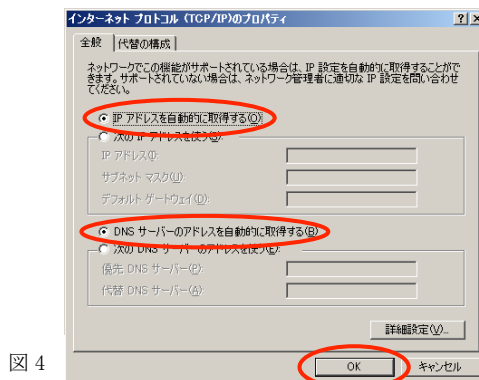 インターネット プロトコル (TCP/IP)のプロパティ
全般 代替の構成
ネットワークでこの機能がサポートされている場合は、IP 設定を自動的に取得することがで
きます。サポートされていない場合は、ネットワーク管理者に適切な IP 設定を問い合わせ
てください。
IP アドレスを自動的に取得する(O)
次の IP アドレスを使う(S):
IP アドレス(I):
サブネット マスク(U):
デフォルト ゲートウェイ(D):
DNS サーバーのアドレスを自動的に取得する(B)
次の DNS サーバーのアドレスを使う(E):
優先 DNS サーバー(P):
代替 DNS サーバー(A):
詳細設定(V)...
OK キャンセル
図 4